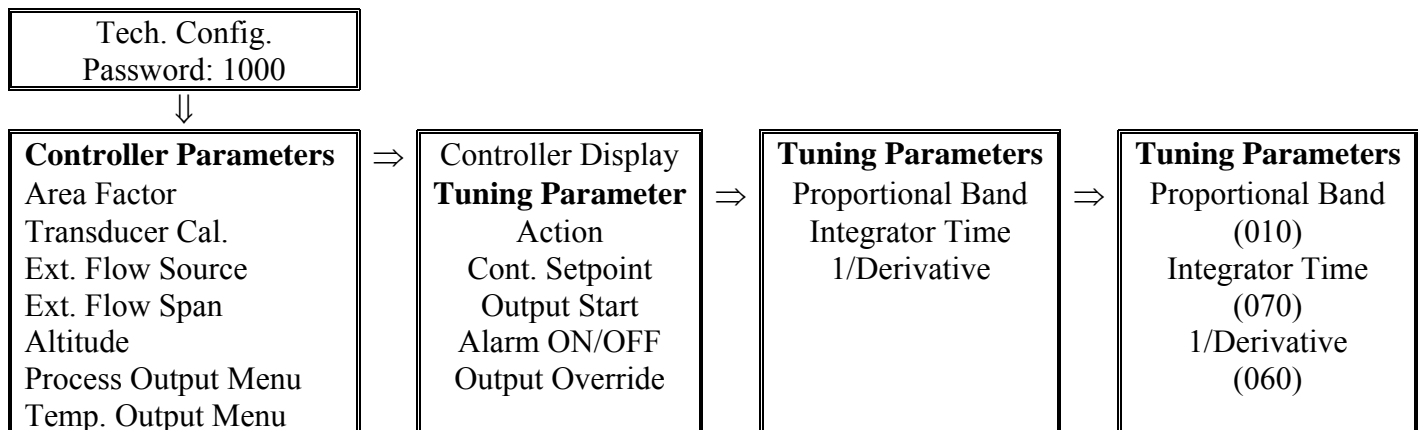 Tech. Config.
Password: 1000
⇓
Controller Parameters
Area Factor
Transducer Cal.
Ext. Flow Source
Ext. Flow Span
Altitude
Process Output Menu
Temp. Output Menu
⇒
Controller Display
Tuning Parameter
Action
Cont. Setpoint
Output Start
Alarm ON/OFF
Output Override
⇒
Tuning Parameters
Proportional Band
Integrator Time
1/Derivative
⇒
Tuning Parameters
Proportional Band
(010)
Integrator Time
(070)
1/Derivative
(060)